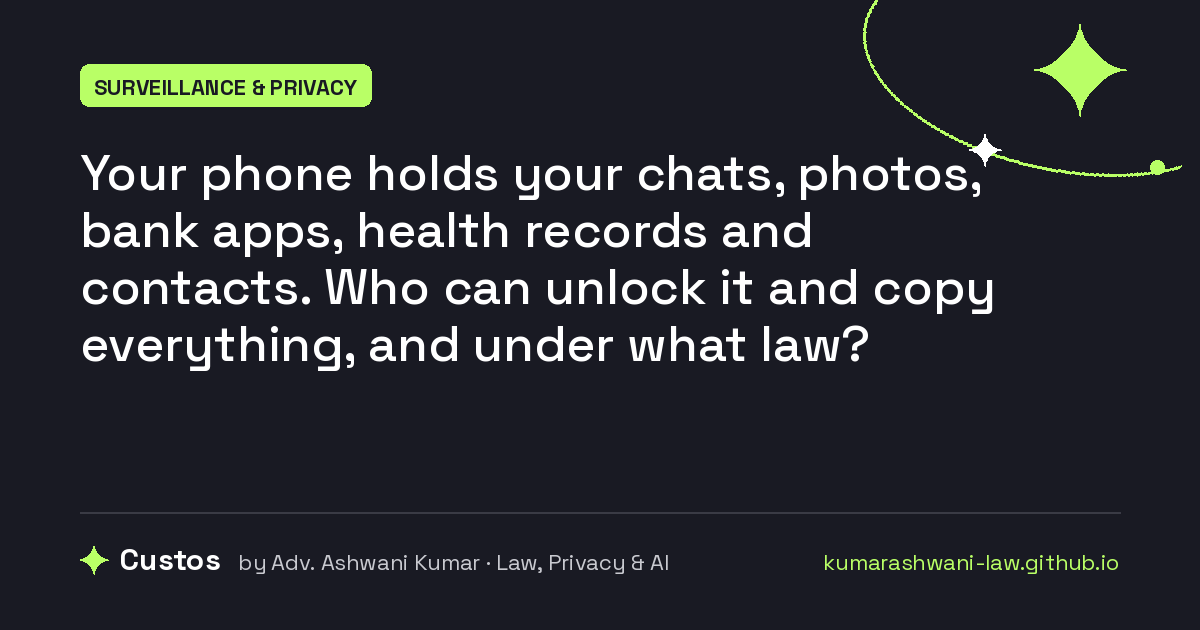 SURVEILLANCE & PRIVACY
Your phone holds your chats, photos,
bank apps, health records and
contacts. Who can unlock it and copy
everything, and under what law?
Custos by Adv. Ashwani Kumar · Law, Privacy & AI
kumarashwani-law.github.io